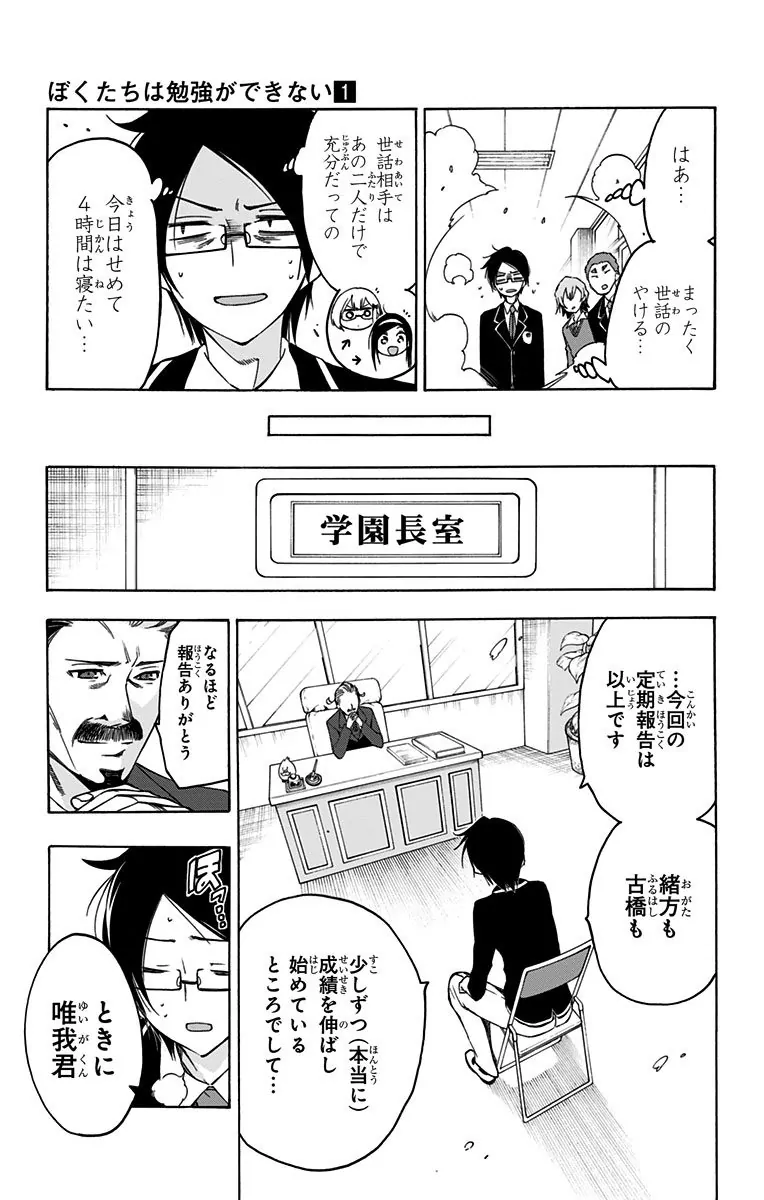 ぼくたちは勉強ができない1
はぁ…
まったく
世話の
やける…
世話相手は
あの二人だけで
充分だっての
今日はせめて
4時間は寝たい…
学園長室
…今回の
定期報告は
以上です
緒方も
古橋も
少しずつ(本当に)
成績を伸ばし
始めている
ところでして…
なるほど
報告ありがとう
ホッ
ときに
唯我君